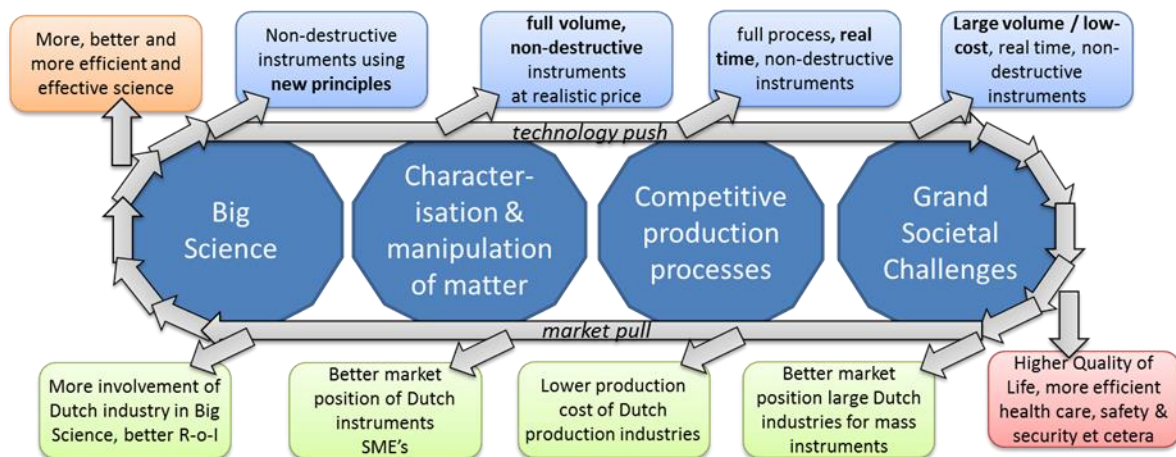 More, better and
more efficient and
effective science
Non-destructive
instruments using
new principles
full volume,
non-destructive
instruments
at realistic price
full process, real
time, non-destructive
instruments
Large volume / low-
cost, real time, non-
destructive
instruments
technology push
Big
Science
Character-
isation &
manipulation
of matter
Competitive
production
processes
Grand
Societal
Challenges
market pull
More involvement of
Dutch industry in Big
Science, better R-o-I
Better market
position of Dutch
instruments
SME's
Lower production
cost of Dutch
production industries
Better market
position large Dutch
industries for mass
instruments
Higher Quality of
Life, more efficient
health care, safety &
security et cetera